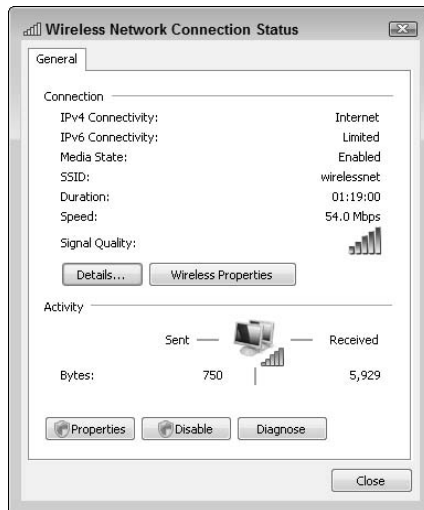 Wireless Network Connection Status
General
Connection
IPv4 Connectivity: Internet
IPv6 Connectivity: Limited
Media State: Enabled
SSID: wirelessnet
Duration: 01:19:00
Speed: 54.0 Mbps
Signal Quality:
Details... Wireless Properties
Activity
Sent Received
Bytes: 750 5,929
Properties Disable Diagnose
Close